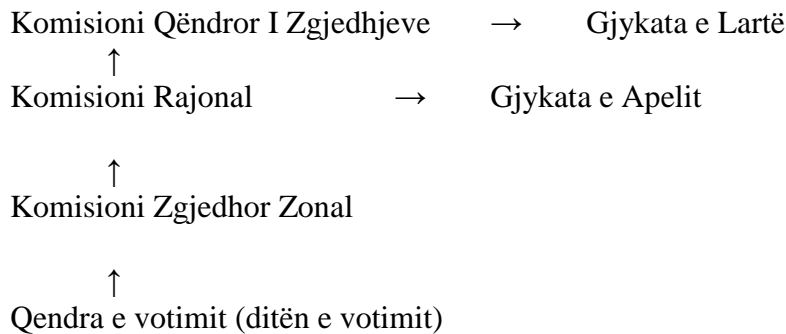 Komisioni Qëndror I Zgjedhjeve → Gjykata e Lartë
↑
Komisioni Rajonal → Gjykata e Apelit
↑
Komisioni Zgjedhor Zonal
↑
Qendra e votimit (ditën e votimit)